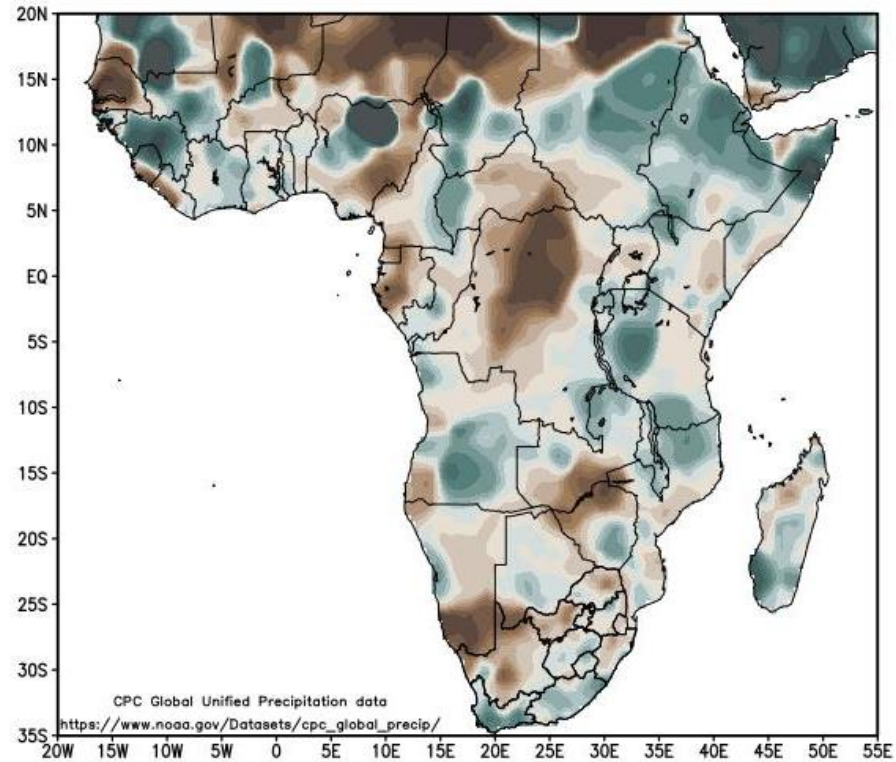 20N
15N
10N
5N
EQ
5S
10S
15S
20S
25S
30S
35S
CPC Global Unified Precipitation data
https://www.noaa.gov/Datasets/cpc_global_precip/
20W 15W 10W 5W 0 5E 10E 15E 20E 25E 30E 35E 40E 45E 50E 55E